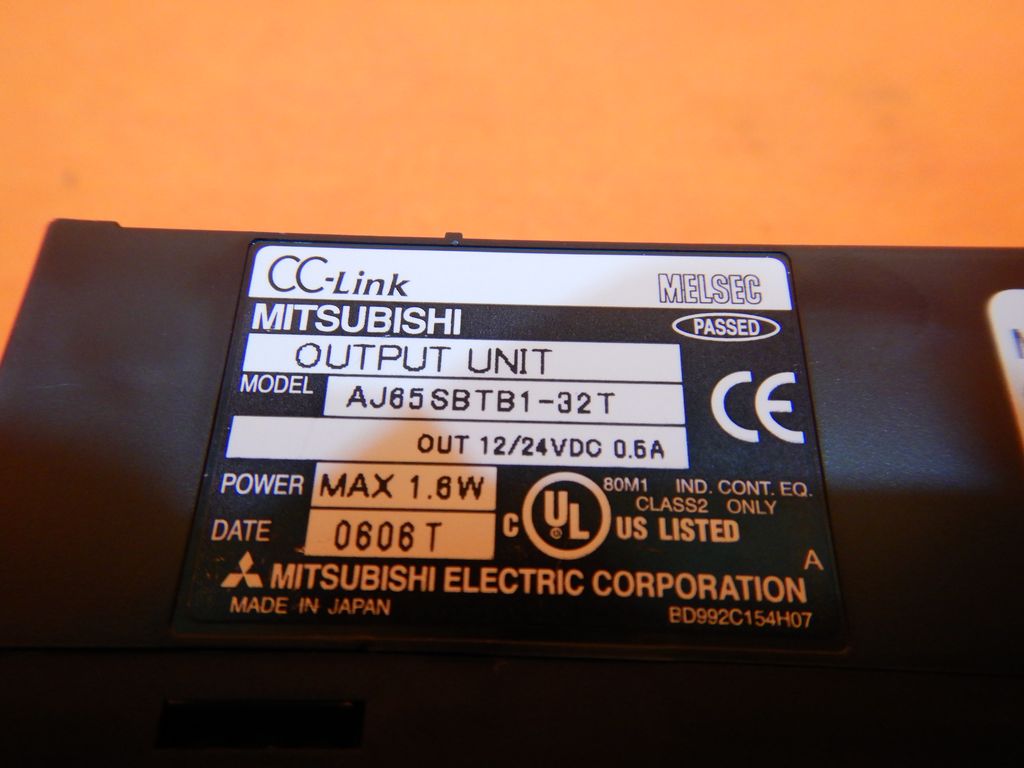 CC-Link MELSEC
MITSUBISHI PASSED
OUTPUT UNIT
MODEL AJ65SBTB1-32T
CE
OUT 12/24VDC 0.5A
POWER MAX 1.6W
80M1 IND. CONT. EQ.
CLASS2 ONLY
C UL US LISTED
DATE 0606T
A
MITSUBISHI ELECTRIC CORPORATION
MADE IN JAPAN BD992C154H07